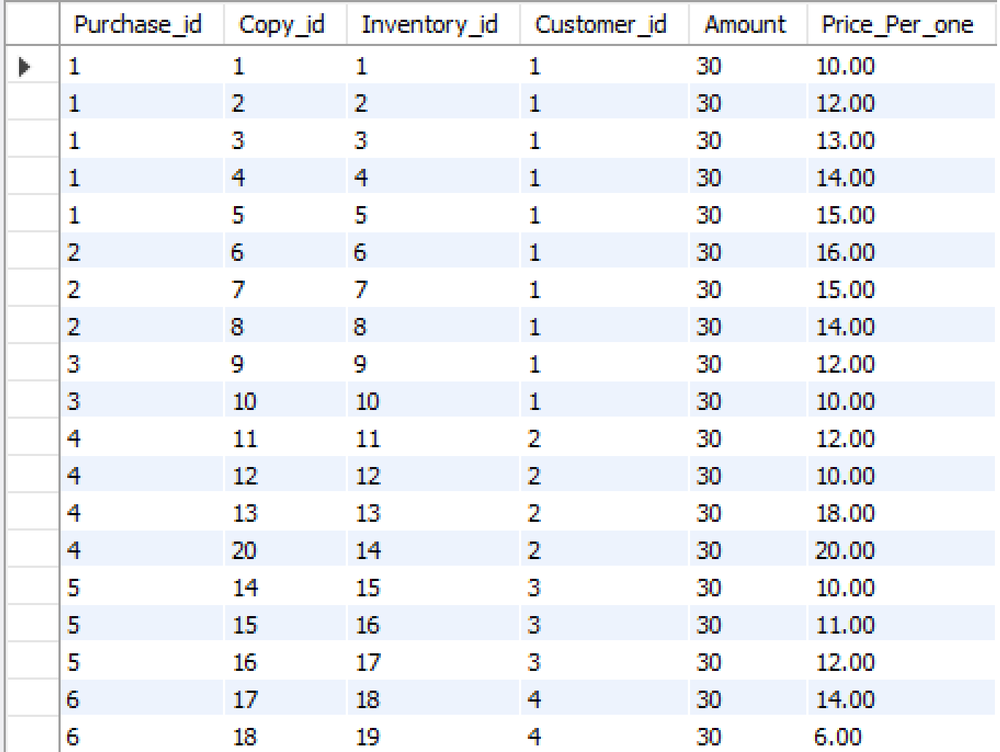 Purchase_id Copy_id Inventory_id Customer_id Amount Price_Per_one
1 1 1 1 30 10.00
1 2 2 1 30 12.00
1 3 3 1 30 13.00
1 4 4 1 30 14.00
1 5 5 1 30 15.00
2 6 6 1 30 16.00
2 7 7 1 30 15.00
2 8 8 1 30 14.00
3 9 9 1 30 12.00
3 10 10 1 30 10.00
4 11 11 2 30 12.00
4 12 12 2 30 10.00
4 13 13 2 30 18.00
4 20 14 2 30 20.00
5 14 15 3 30 10.00
5 15 16 3 30 11.00
5 16 17 3 30 12.00
6 17 18 4 30 14.00
6 18 19 4 30 6.00